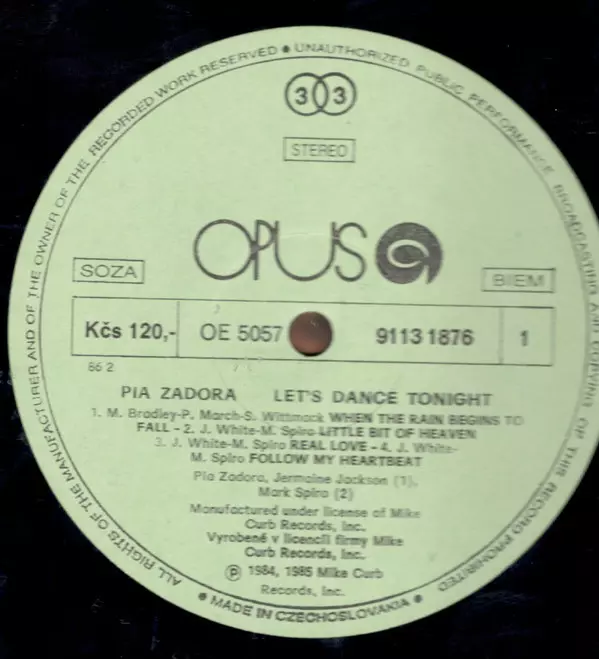 ALL RIGHTS OF THE MANUFACTURER AND OF THE OWNER OF THE RECORDED WORK RESERVED ● UNAUTHORIZED PUBLIC PERFORMANCE BROADCASTING AND COPYING OF THIS RECORD PROHIBITED
33
STEREO
OPUS
SOZA
BIEM
Kčs 120,- OE 5057 9113 1876 1
86 2
PIA ZADORA LET'S DANCE TONIGHT
1. M. Bradley-P. March-S. Wittmack WHEN THE RAIN BEGINS TO
FALL - 2. J. White-M. Spiro LITTLE BIT OF HEAVEN
3. J. White-M. Spiro REAL LOVE - 4. J. White-
M. Spiro FOLLOW MY HEARTBEAT
Pia Zadora, Jermaine Jackson (1),
Mark Spiro (2)
Manufactured under license of Mike
Curb Records, Inc.
Vyrobené v licencii firmy Mike
Curb Records, Inc.
℗ 1984, 1985 Mike Curb
Records, Inc.
● MADE IN CZECHOSLOVAKIA ●